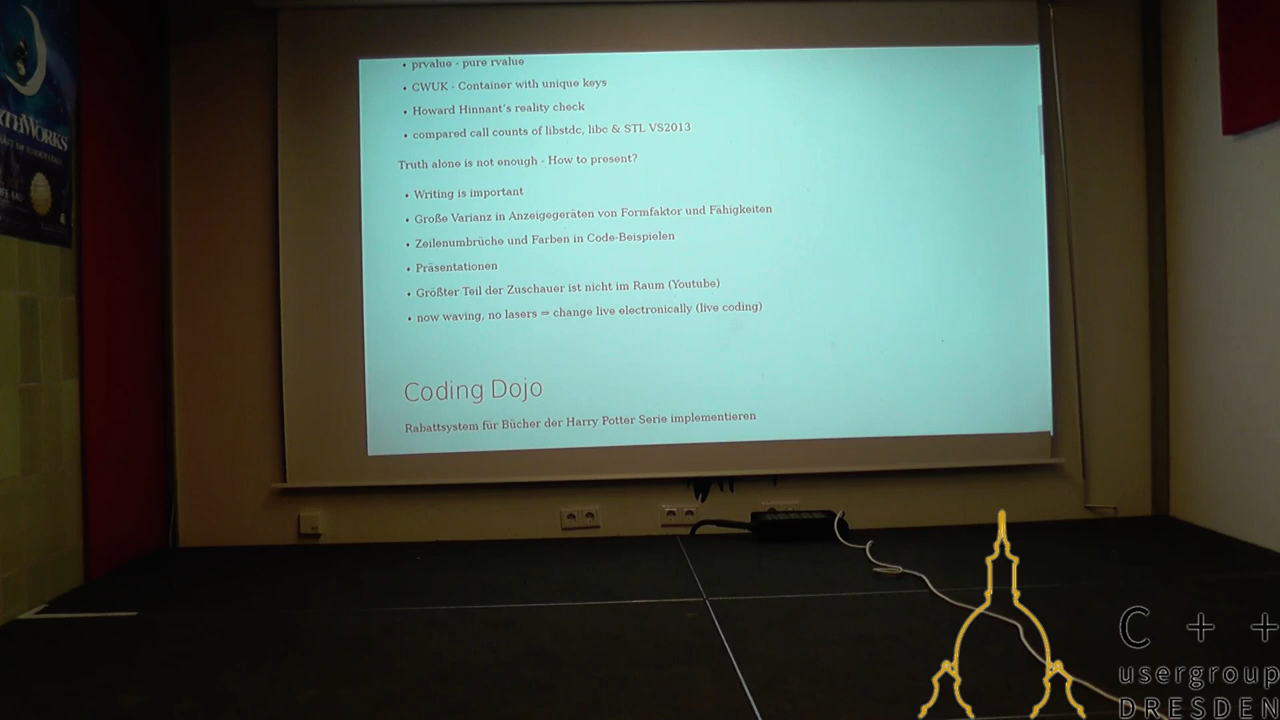 • prvalue - pure rvalue
• CWUK - Container with unique keys
• Howard Hinnant's reality check
• compared call counts of libstdc, libc & STL VS2013
Truth alone is not enough - How to present?
• Writing is important
• Große Varianz in Anzeigegeräten von Formfaktor und Fähigkeiten
• Zeilenumbrüche und Farben in Code-Beispielen
• Präsentationen
• Größter Teil der Zuschauer ist nicht im Raum (Youtube)
• now waving, no lasers = change live electronically (live coding)
Coding Dojo
Rabattsystem für Bücher der Harry Potter Serie implementieren
C + +
usergroup
DRESDEN